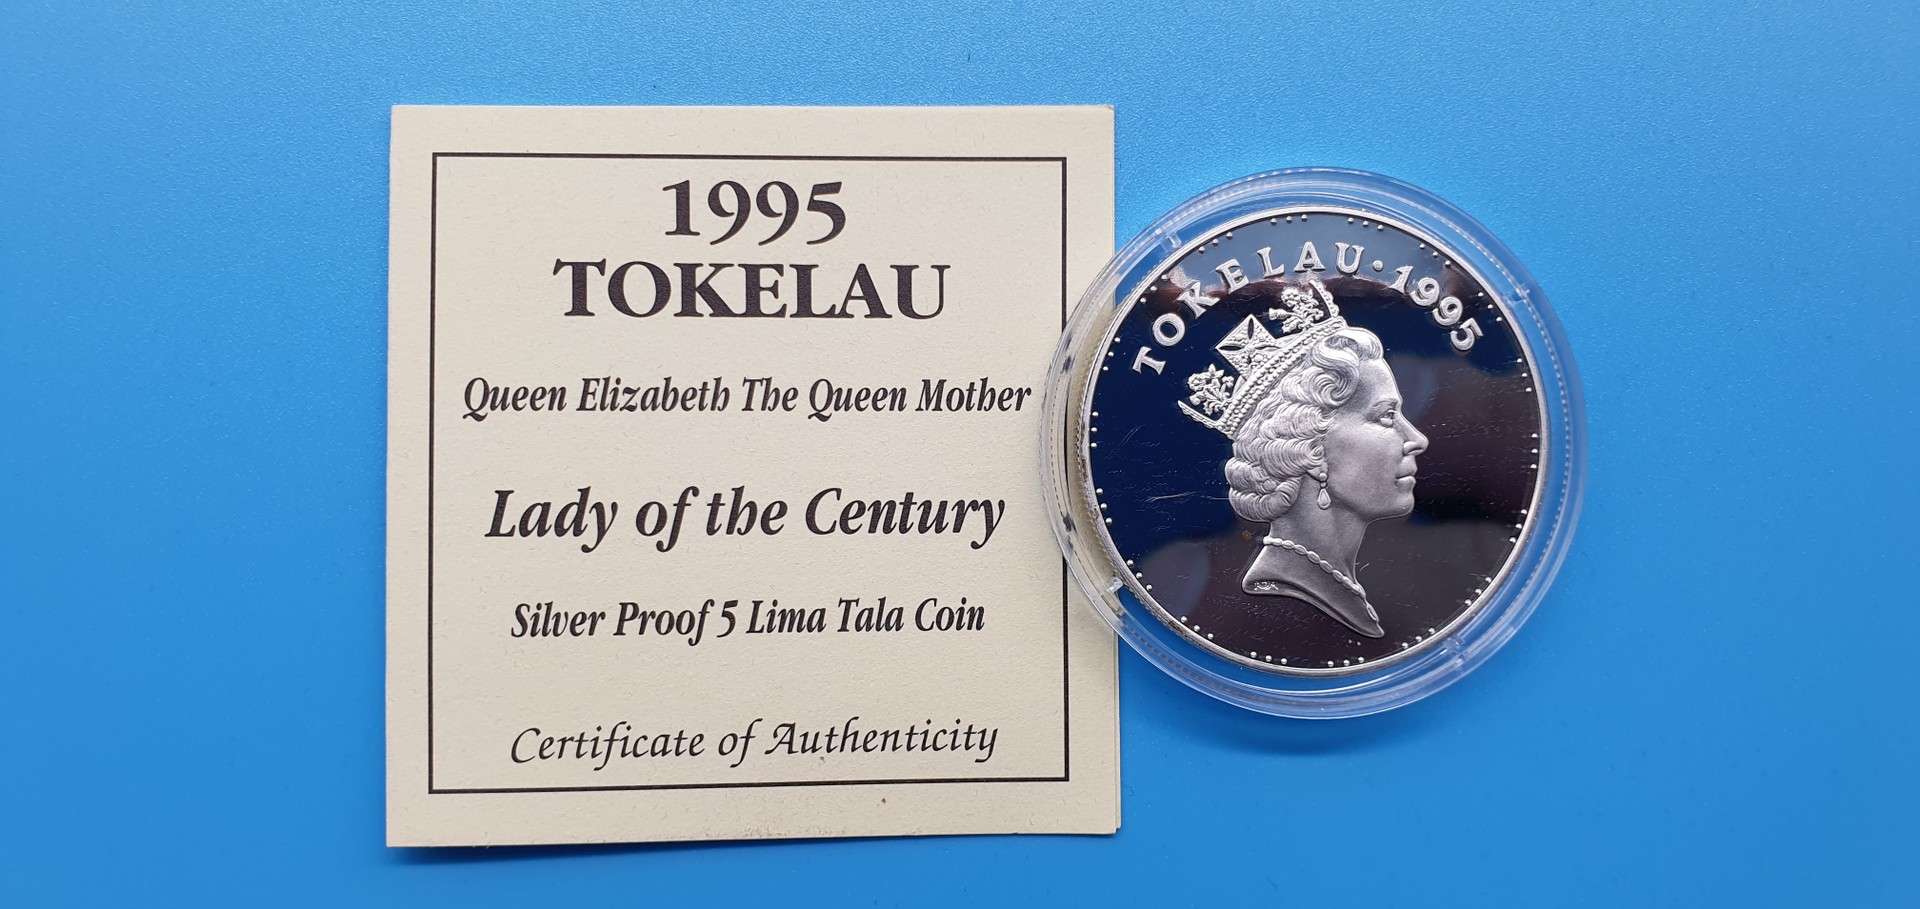 1995
TOKELAU
Queen Elizabeth The Queen Mother
Lady of the Century
Silver Proof 5 Lima Tala Coin
Certificate of Authenticity
TOKELAU · 1995